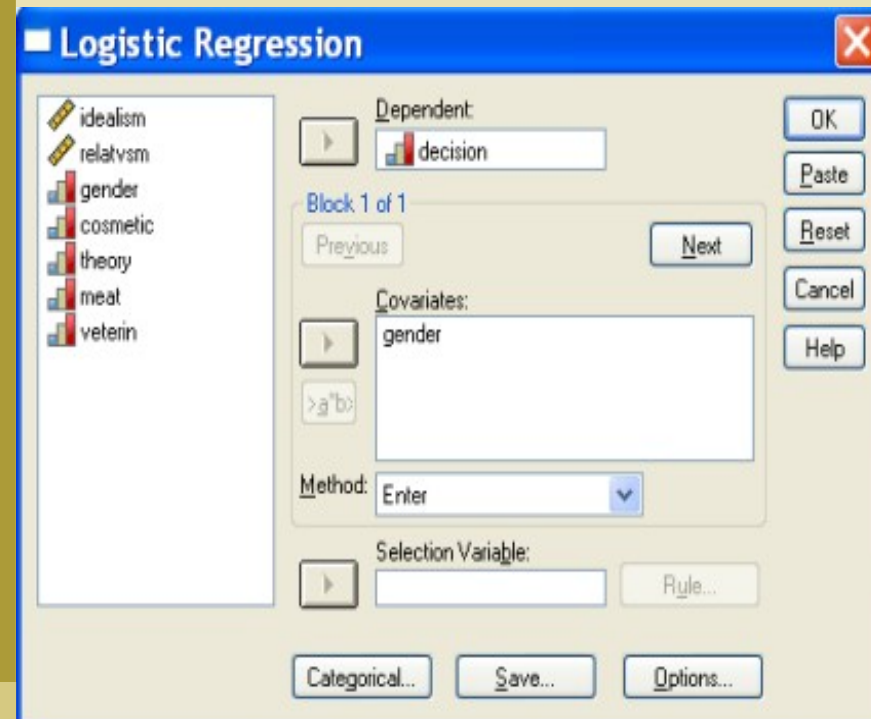 Logistic Regression
idealism
relatvsm
gender
cosmetic
theory
meat
veterin
Dependent:
decision
Block 1 of 1
Previous
Next
Covariates:
gender
>a*b>
Method:
Enter
Selection Variable:
Rule...
Categorical...
Save...
Options...
OK
Paste
Reset
Cancel
Help